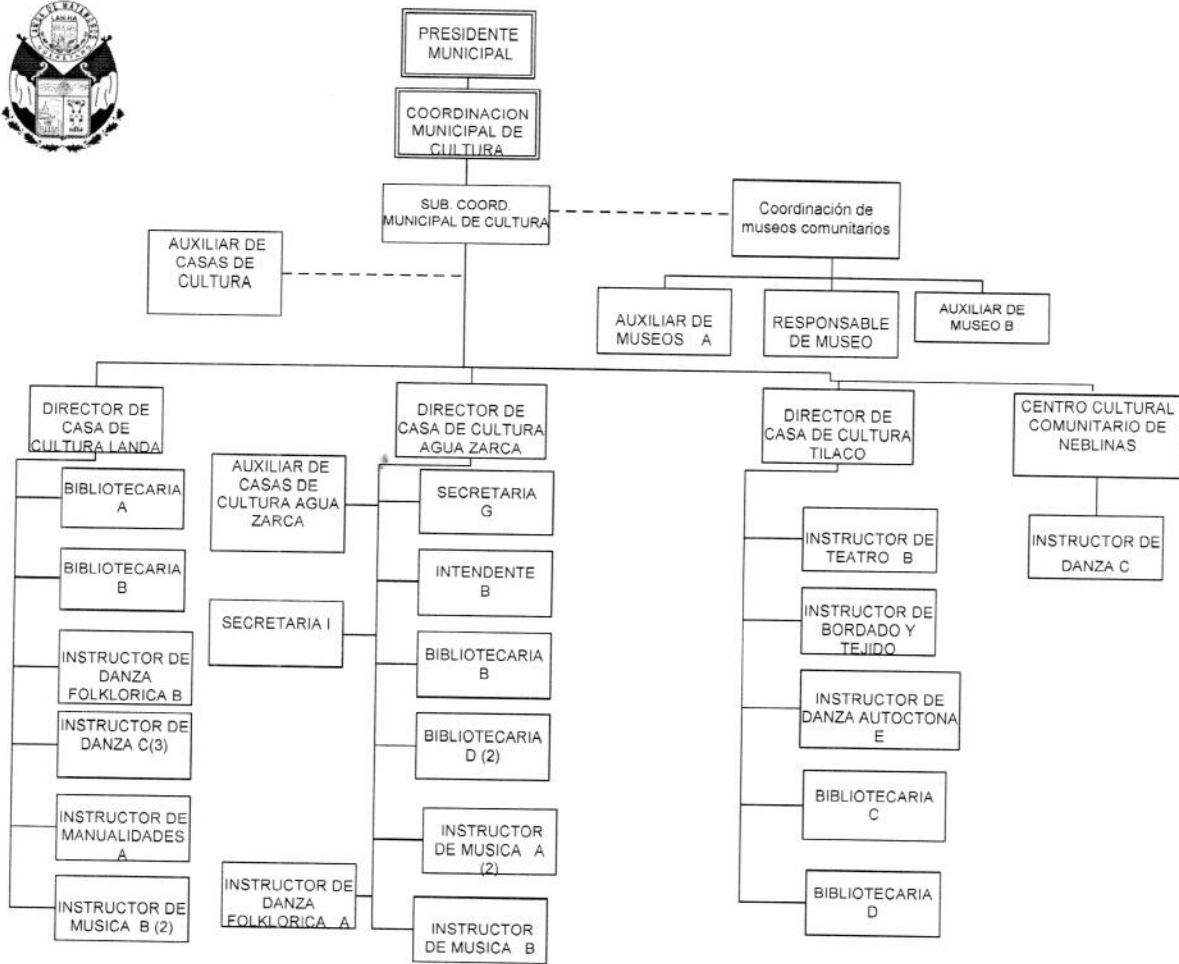 LANDA DE MATAMOROS
QUERETARO
PRESIDENTE
MUNICIPAL
COORDINACION
MUNICIPAL DE
CULTURA
SUB. COORD.
MUNICIPAL DE CULTURA
Coordinación de
museos comunitarios
AUXILIAR DE
CASAS DE
CULTURA
AUXILIAR DE
MUSEOS A
RESPONSABLE
DE MUSEO
AUXILIAR DE
MUSEO B
DIRECTOR DE
CASA DE
CULTURA LANDA
BIBLIOTECARIA
A
BIBLIOTECARIA
B
INSTRUCTOR DE
DANZA
FOLKLORICA B
INSTRUCTOR DE
DANZA C(3)
INSTRUCTOR DE
MANUALIDADES
A
INSTRUCTOR DE
MUSICA B (2)
DIRECTOR DE
CASA DE CULTURA
AGUA ZARCA
AUXILIAR DE
CASAS DE
CULTURA AGUA
ZARCA
SECRETARIA I
INSTRUCTOR DE
DANZA
FOLKLORICA A
SECRETARIA
G
INTENDENTE
B
BIBLIOTECARIA
B
BIBLIOTECARIA
D (2)
INSTRUCTOR
DE MUSICA A
(2)
INSTRUCTOR
DE MUSICA B
DIRECTOR DE
CASA DE CULTURA
TILACO
INSTRUCTOR DE
TEATRO B
INSTRUCTOR DE
BORDADO Y
TEJIDO
INSTRUCTOR DE
DANZA AUTOCTONA
E
BIBLIOTECARIA
C
BIBLIOTECARIA
D
CENTRO CULTURAL
COMUNITARIO DE
NEBLINAS
INSTRUCTOR DE
DANZA C